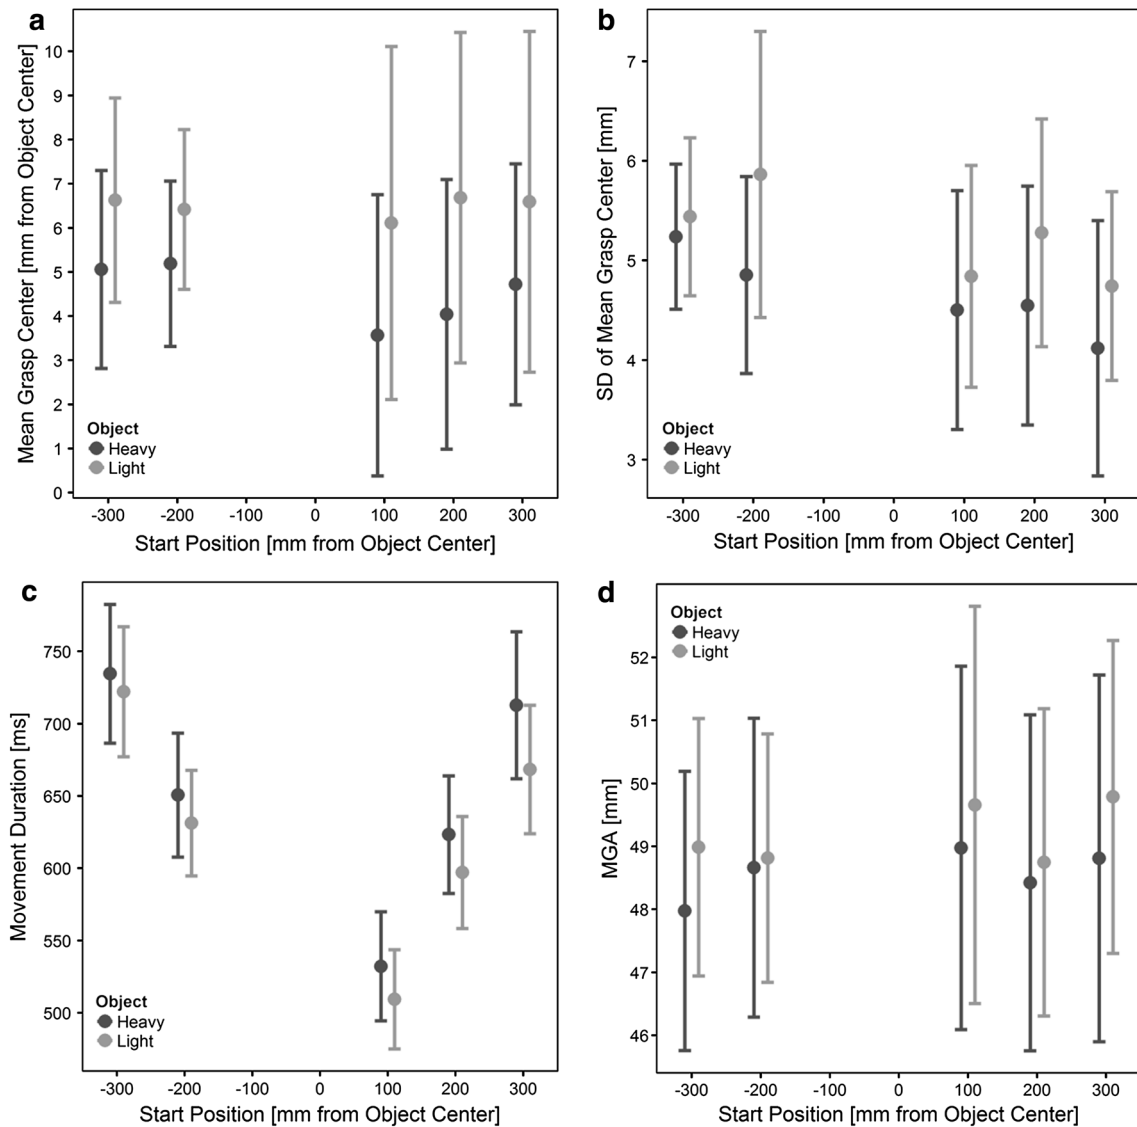 a
Mean Grasp Center [mm from Object Center]
10
9
8
7
6
5
4
3
2
1
0
Object
Heavy
Light
-300 -200 -100 0 100 200 300
Start Position [mm from Object Center]
b
SD of Mean Grasp Center [mm]
7
6
5
4
3
Object
Heavy
Light
-300 -200 -100 0 100 200 300
Start Position [mm from Object Center]
c
Movement Duration [ms]
750
700
650
600
550
500
Object
Heavy
Light
-300 -200 -100 0 100 200 300
Start Position [mm from Object Center]
d
MGA [mm]
Object
Heavy
Light
52
51
50
49
48
47
46
-300 -200 -100 0 100 200 300
Start Position [mm from Object Center]